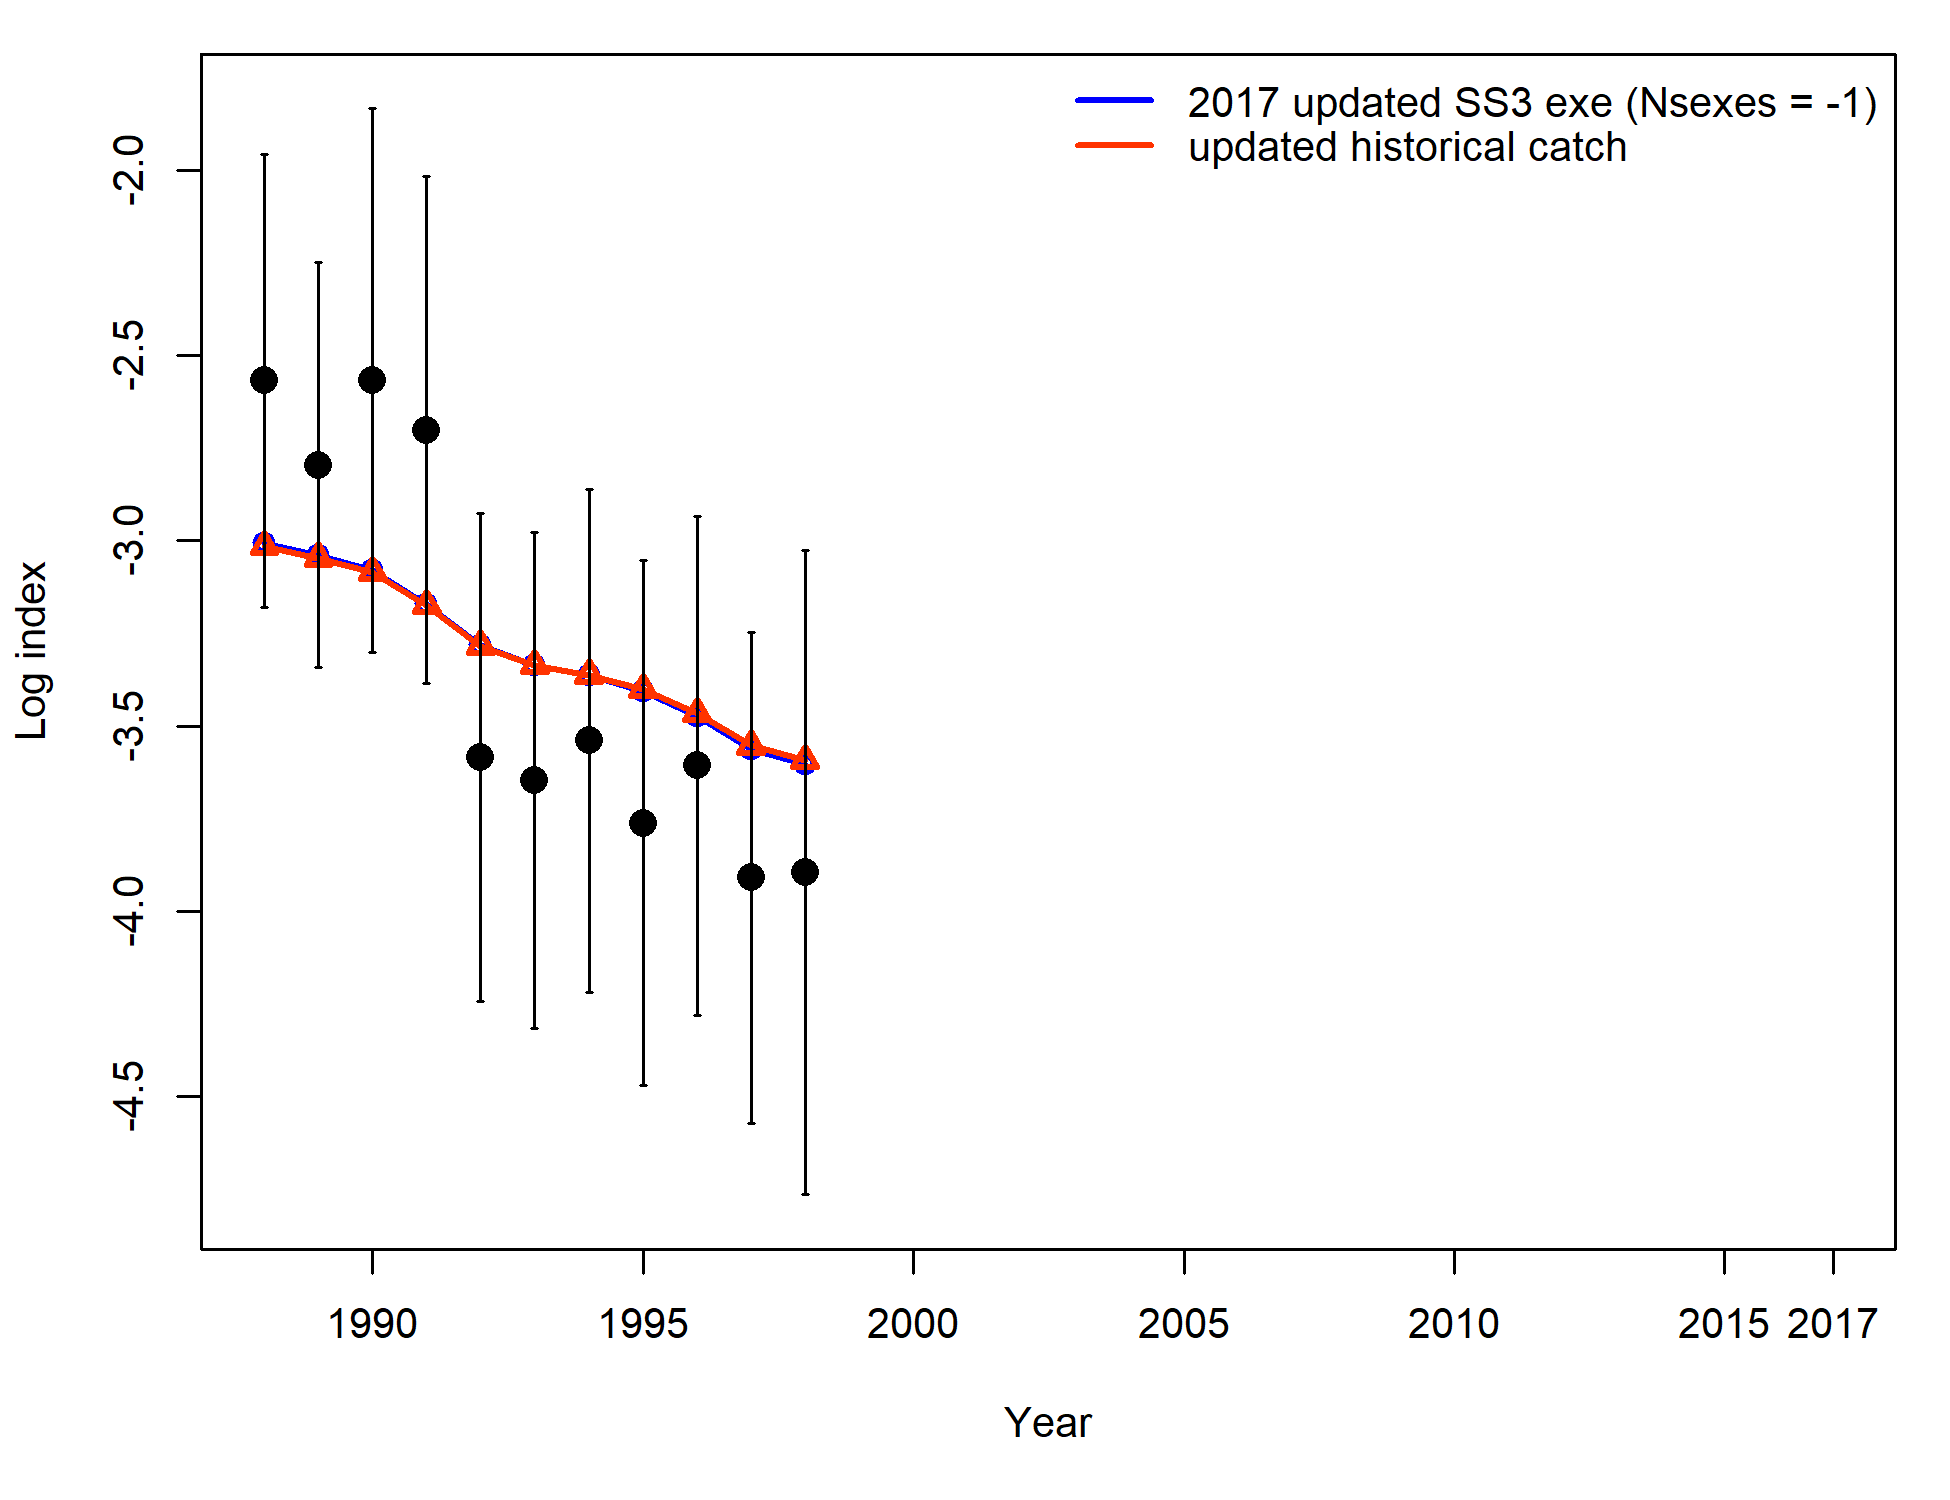 2017 updated SS3 exe (Nsexes = -1)
updated historical catch
-2.0
-2.5
-3.0
-3.5
-4.0
-4.5
Log index
1990 1995 2000 2005 2010 2015 2017
Year